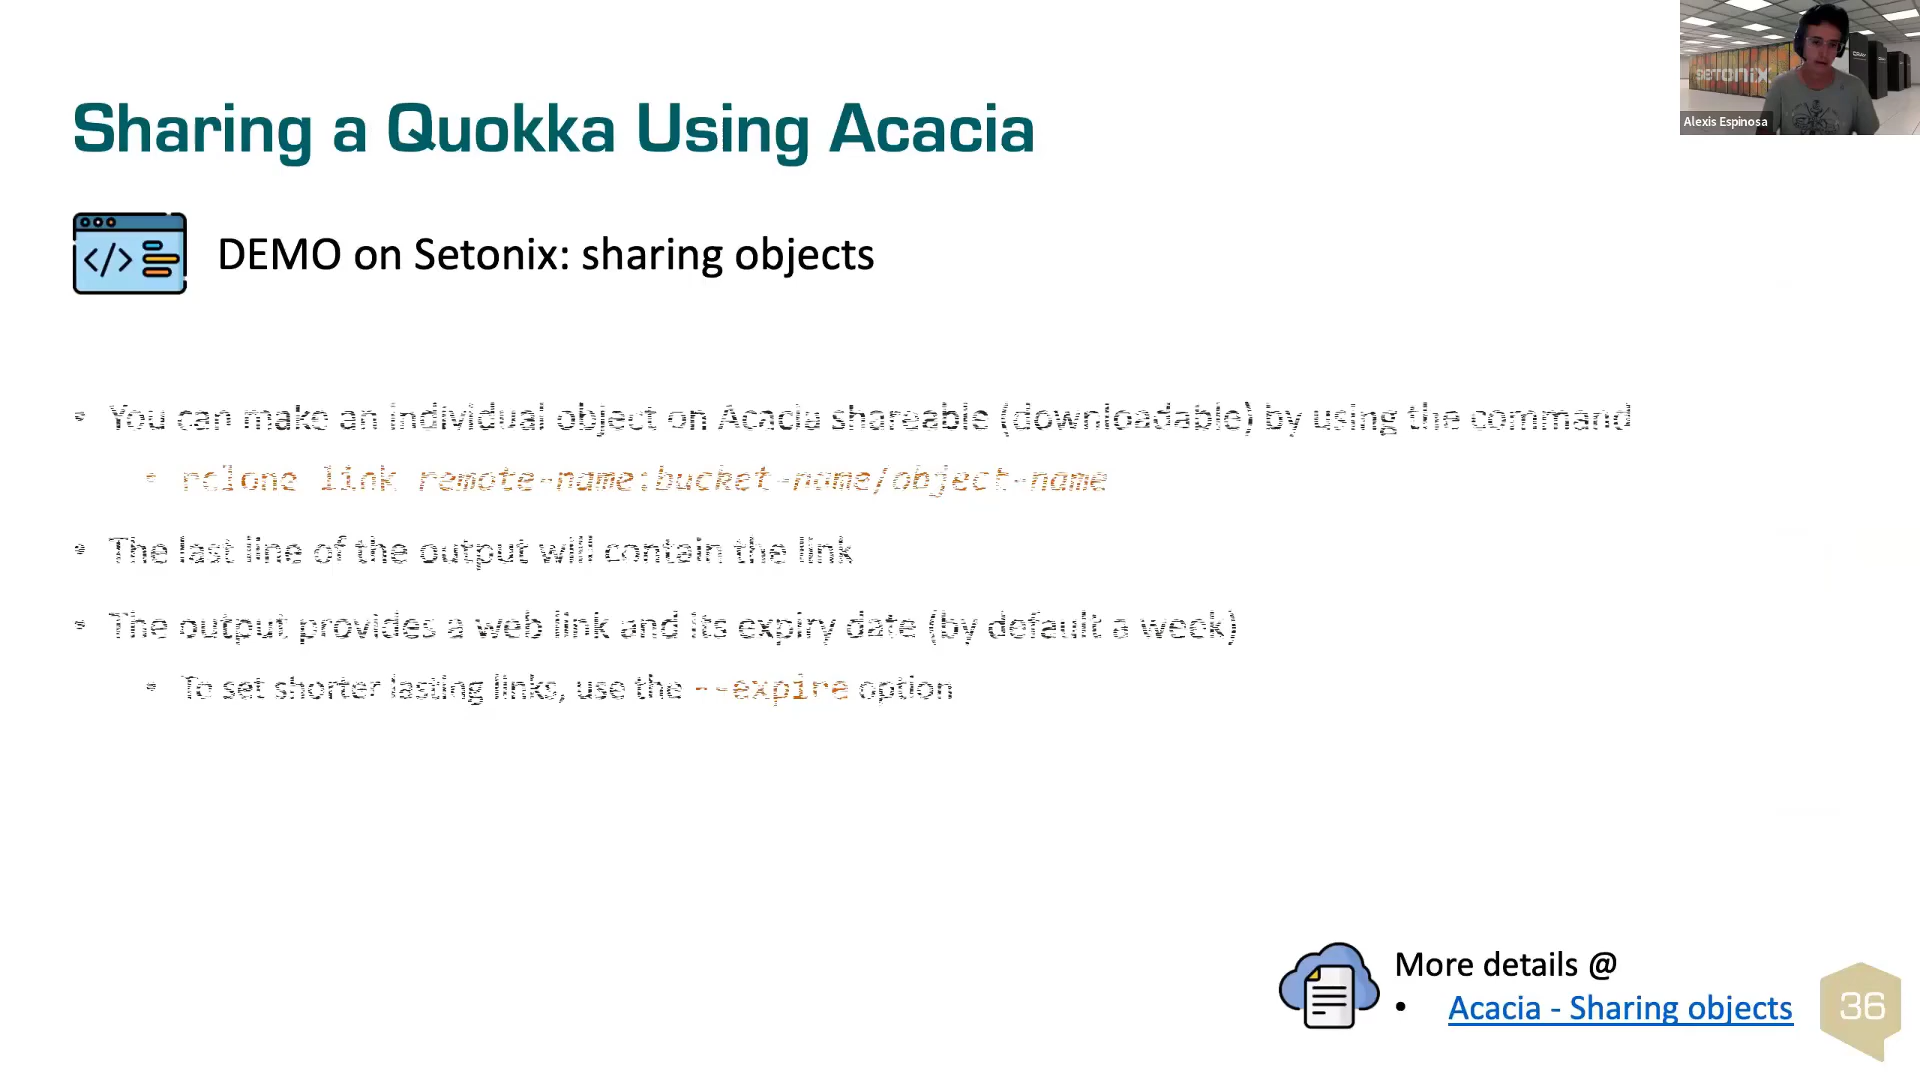 Sharing a Quokka Using Acacia
</>
DEMO on Setonix: sharing objects
• You can make an individual object on Acacia shareable (downloadable) by using the command
• rclone link remote-name:bucket-name/object-name
• The last line of the output will contain the link
• The output provides a web link and its expiry date (by default a week)
• To set shorter lasting links, use the --expire option
More details @
• Acacia - Sharing objects
36
setonix
CRAY
Alexis Espinosa